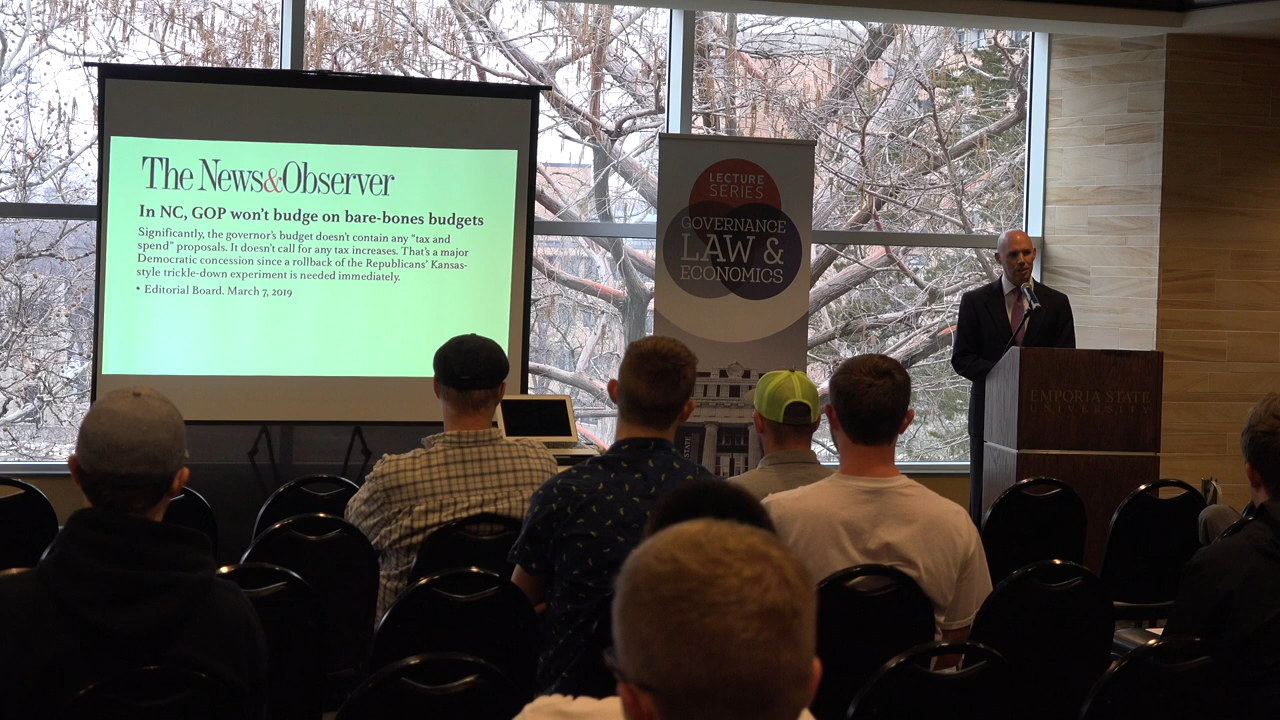 The News&Observer
In NC, GOP won't budge on bare-bones budgets
Significantly, the governor's budget doesn't contain any "tax and
spend" proposals. It doesn't call for any tax increases. That's a major
Democratic concession since a rollback of the Republicans' Kansas-
style trickle-down experiment is needed immediately.
• Editorial Board. March 7, 2019
LECTURE
SERIES
GOVERNANCE
LAW &
ECONOMICS
STATE
EMPORIA STATE
UNIVERSITY